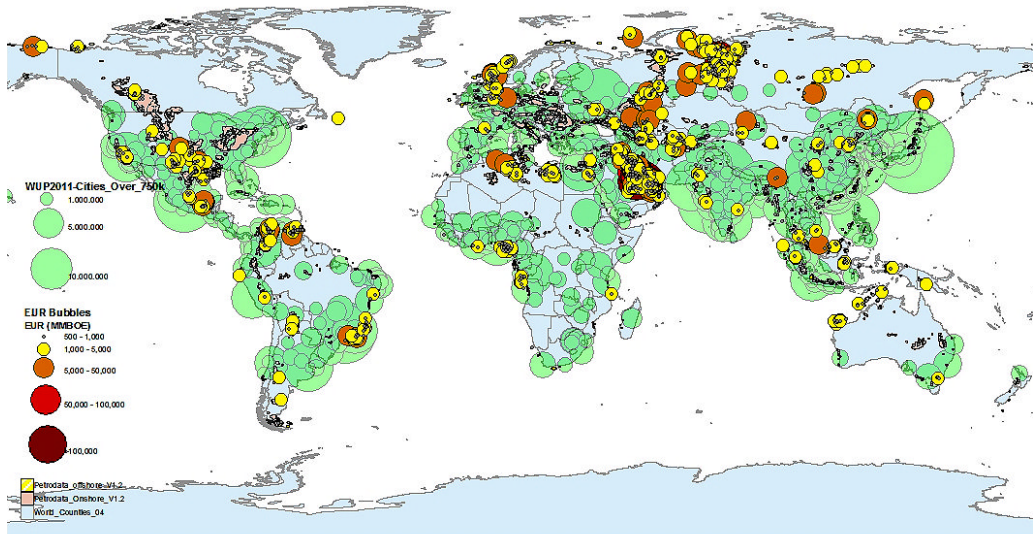 WUP2011-Cities_Over_750k
1.000.000
5.000.000
10.000.000
EUR Bubbles
EUR (MMBOE)
500 - 1,000
1,000 - 5,000
5,000 - 50,000
50,000 - 100,000
100,000
Petrodata_offshore_V1.2
Petrodata_Onshore_V1.2
World_Counties_04